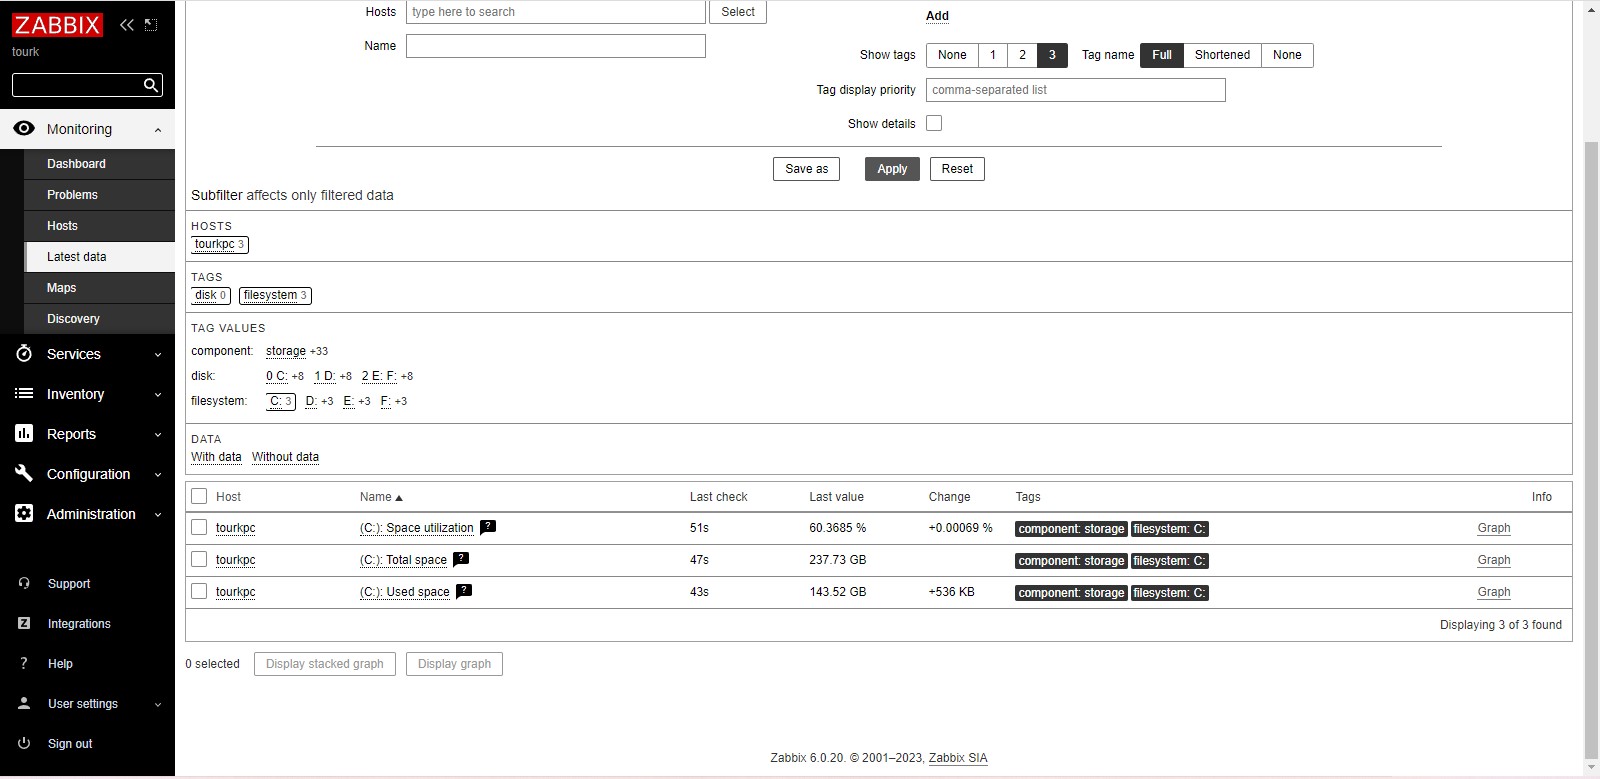 ZABBIX
tourk
Monitoring
Dashboard
Problems
Hosts
Latest data
Maps
Discovery
Services
Inventory
Reports
Configuration
Administration
Support
Z Integrations
? Help
User settings
Sign out
Hosts type here to search Select
Add
Name
Show tags None 1 2 3 Tag name Full Shortened None
Tag display priority comma-separated list
Show details
Save as Apply Reset
Subfilter affects only filtered data
HOSTS
tourkpc 3
TAGS
disk 0 filesystem 3
TAG VALUES
component: storage +33
disk: 0 C: +8 1 D: +8 2 E: F: +8
filesystem: C: 3 D: +3 E: +3 F: +3
DATA
With data Without data
Host Name Last check Last value Change Tags Info
tourkpc (C:): Space utilization ? 51s 60.3685 % +0.00069 % component: storage filesystem: C: Graph
tourkpc (C:): Total space ? 47s 237.73 GB component: storage filesystem: C: Graph
tourkpc (C:): Used space ? 43s 143.52 GB +536 KB component: storage filesystem: C: Graph
Displaying 3 of 3 found
0 selected Display stacked graph Display graph
Zabbix 6.0.20. © 2001–2023, Zabbix SIA